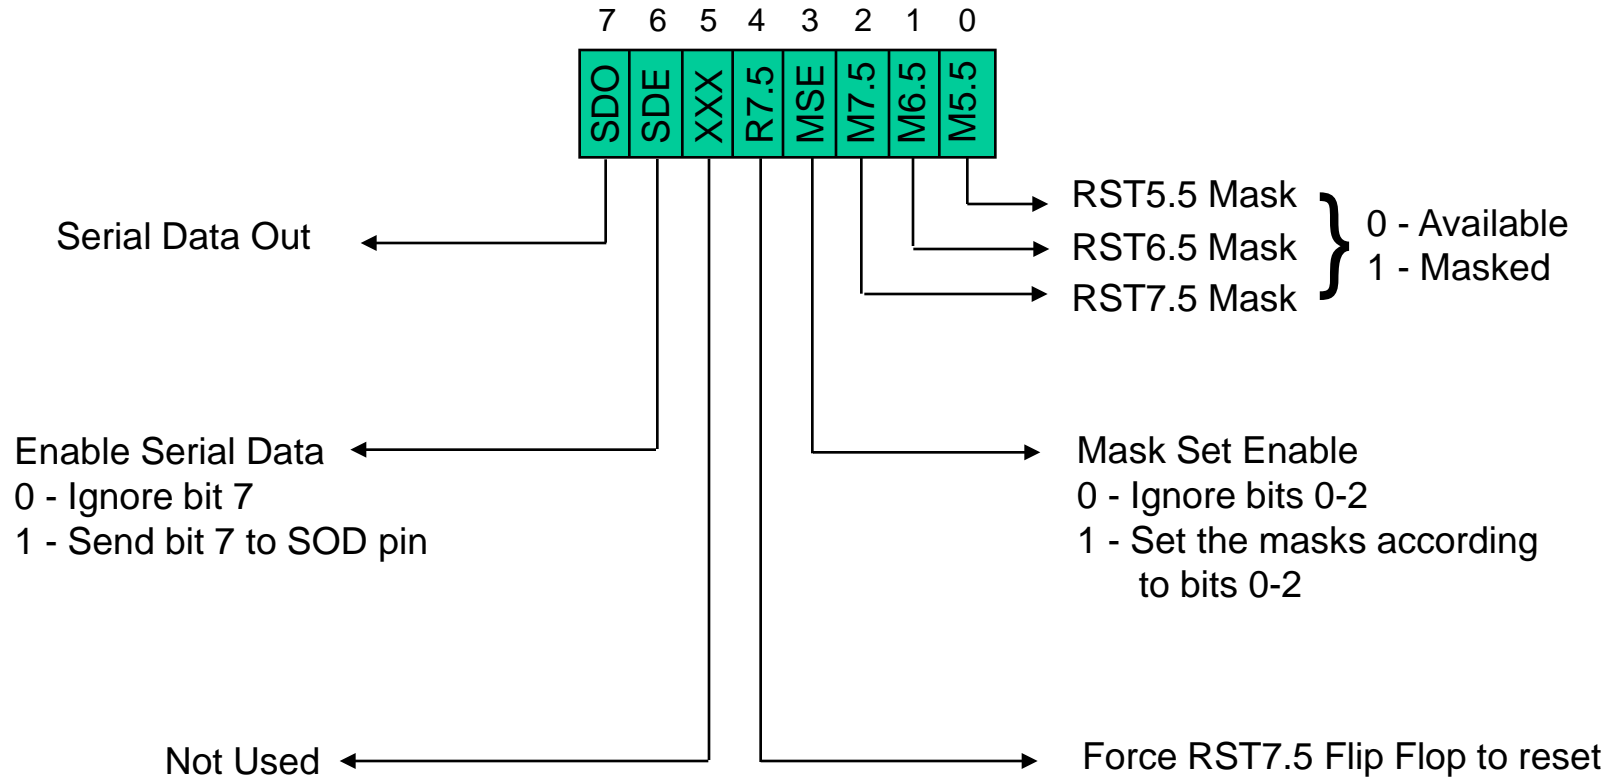 7 6 5 4 3 2 1 0
SDO SDE XXX R7.5 MSE M7.5 M6.5 M5.5
RST5.5 Mask
RST6.5 Mask
RST7.5 Mask
}
0 - Available
1 - Masked
Serial Data Out
Enable Serial Data
0 - Ignore bit 7
1 - Send bit 7 to SOD pin
Mask Set Enable
0 - Ignore bits 0-2
1 - Set the masks according
to bits 0-2
Not Used
Force RST7.5 Flip Flop to reset